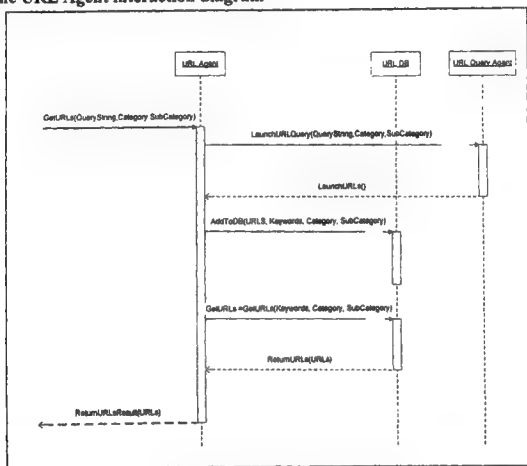 The URL Agent Interaction Diagram
URL Agent
URL DB
URL Query Agent
GetURLs(QueryString,Category SubCategory)
LaunchURLQuery(QueryString,Category,SubCategory)
LaunchURLs()
AddToDB(URLS, Keywords, Category, SubCategory)
GetURLs =GetURLs(Keywords, Category, SubCategory)
ReturnURLs(URLs)
ReturnURLsResult(URLs)